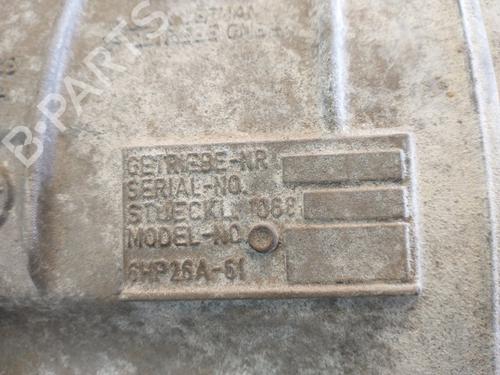 GETRIEBE-NR
SERIAL-NO.
STUECKL. 1068
MODEL-NO.
6HP26A-61
B-PARTS